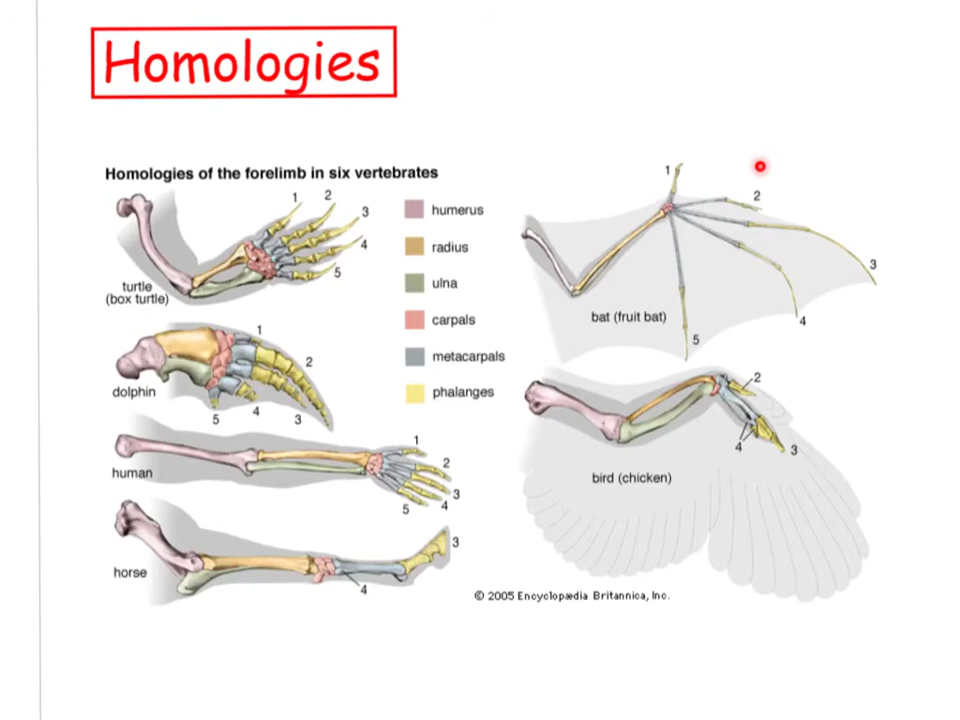 Homologies
Homologies of the forelimb in six vertebrates
1
2
3
4
5
turtle
(box turtle)
humerus
radius
ulna
carpals
metacarpals
phalanges
1
2
3
4
5
bat (fruit bat)
1
2
3
4
5
dolphin
2
3
4
bird (chicken)
1
2
3
4
5
human
3
4
horse
© 2005 Encyclopædia Britannica, Inc.